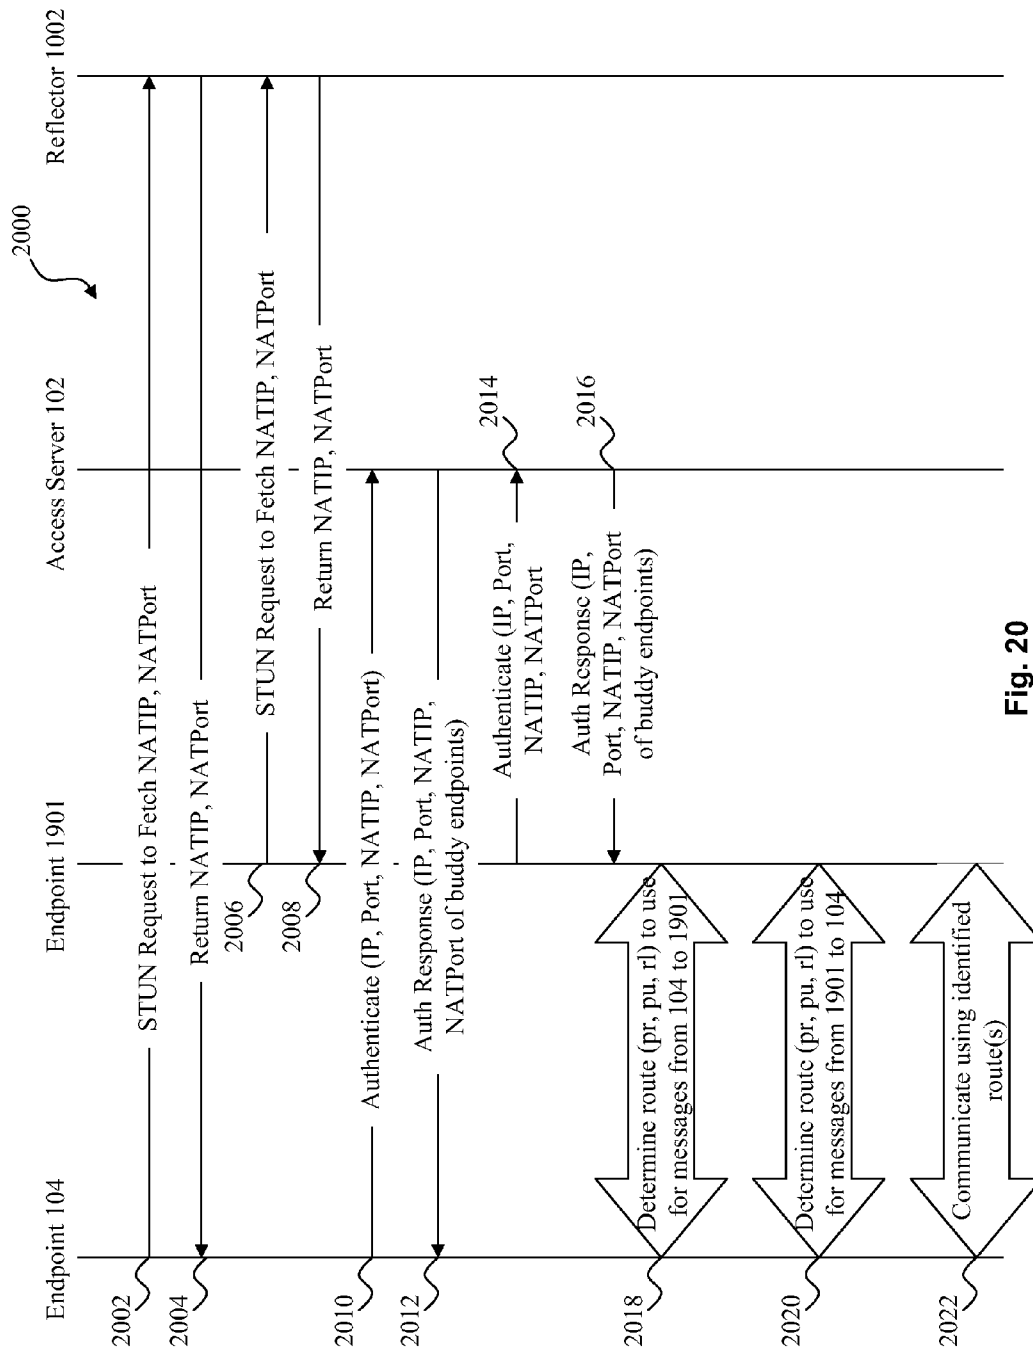 2000
Endpoint 104
Endpoint 1901
Access Server 102
Reflector 1002
2002
STUN Request to Fetch NATIP, NATPort
2004
Return NATIP, NATPort
2006
STUN Request to Fetch NATIP, NATPort
2008
Return NATIP, NATPort
2010
Authenticate (IP, Port, NATIP, NATPort)
2012
Auth Response (IP, Port, NATIP,
NATPort of buddy endpoints)
Authenticate (IP, Port,
NATIP, NATPort
2014
Auth Response (IP,
Port, NATIP, NATPort
of buddy endpoints)
2016
2018
Determine route (pr, pu, rl) to use
for messages from 104 to 1901
2020
Determine route (pr, pu, rl) to use
for messages from 1901 to 104
2022
Communicate using identified
route(s)
Fig. 20